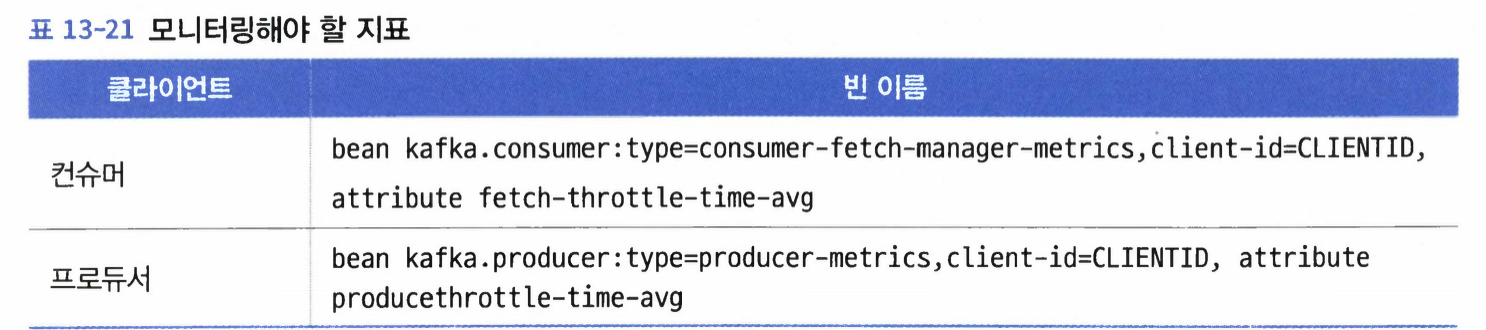 표 13-21 모니터링해야 할 지표
쿨라이언트 빈 이름
컨슈머
bean kafka.consumer:type=consumer-fetch-manager-metrics,client-id=CLIENTID,
attribute fetch-throttle-time-avg
프로듀서
bean kafka.producer:type=producer-metrics,client-id=CLIENTID, attribute
producethrottle-time-avg